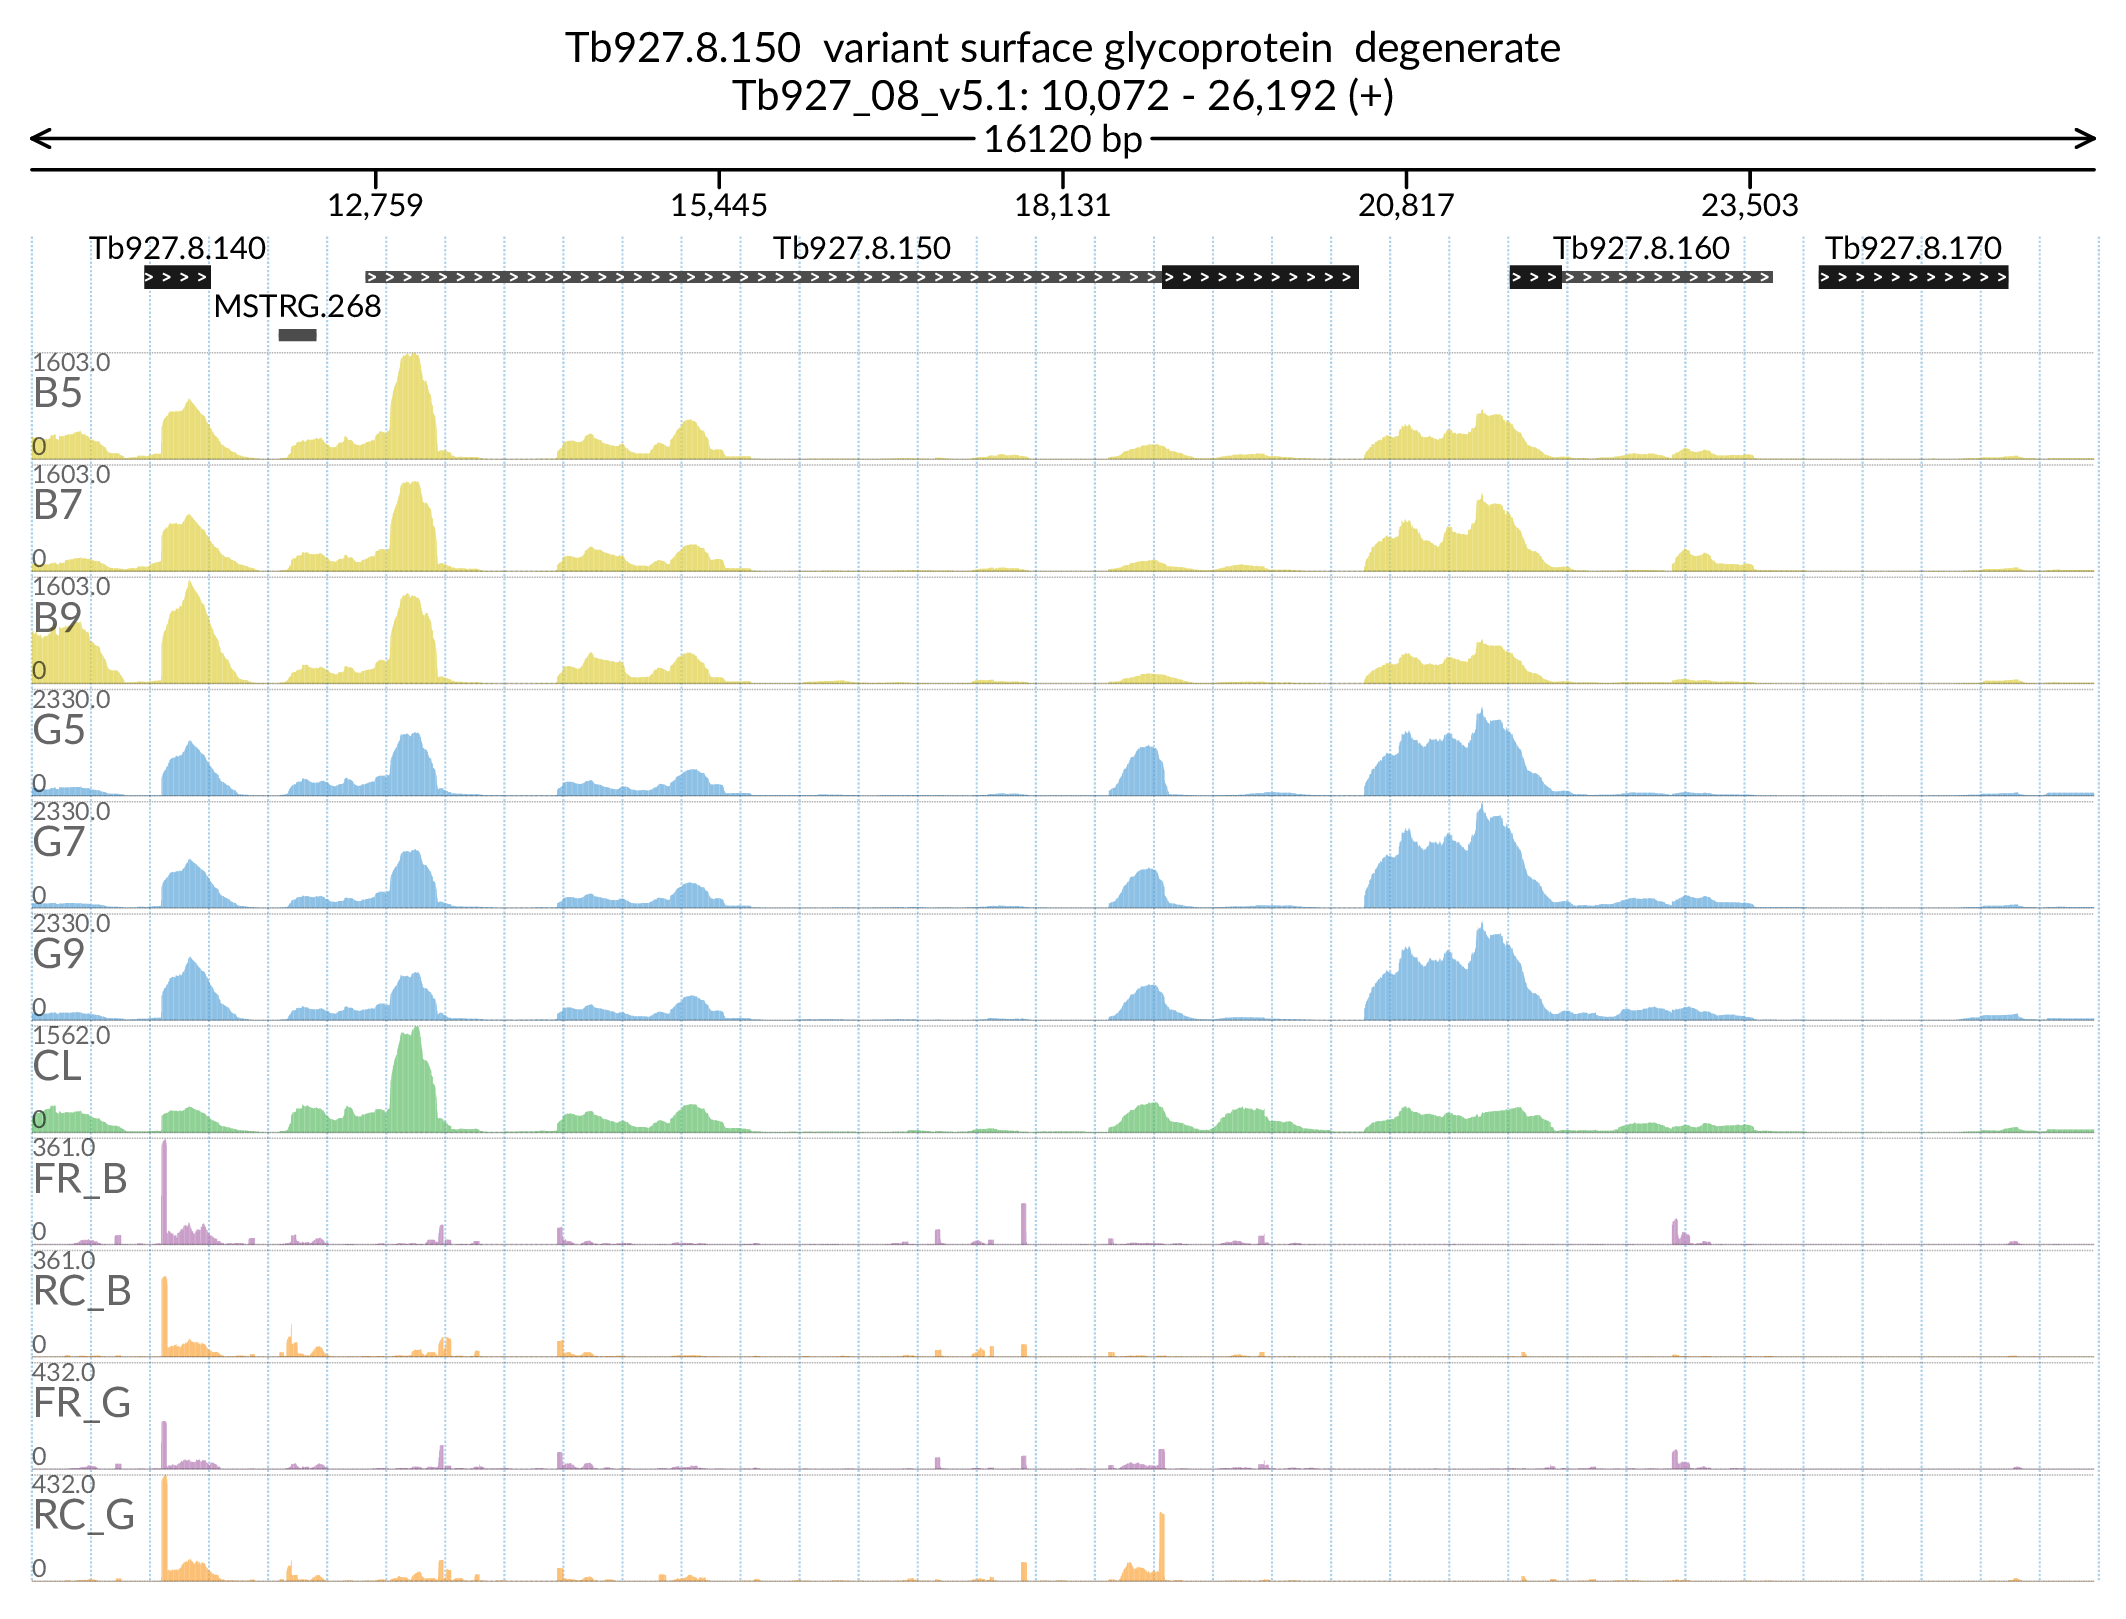 Tb927.8.150 variant surface glycoprotein degenerate
Tb927_08_v5.1: 10,072 - 26,192 (+)
16120 bp
12,759 15,445 18,131 20,817 23,503
Tb927.8.140 Tb927.8.150 Tb927.8.160 Tb927.8.170
MSTRG.268
1603.0
B5
0
1603.0
B7
0
1603.0
B9
0
2330.0
G5
0
2330.0
G7
0
2330.0
G9
0
1562.0
CL
0
361.0
FR_B
0
361.0
RC_B
0
432.0
FR_G
0
432.0
RC_G
0